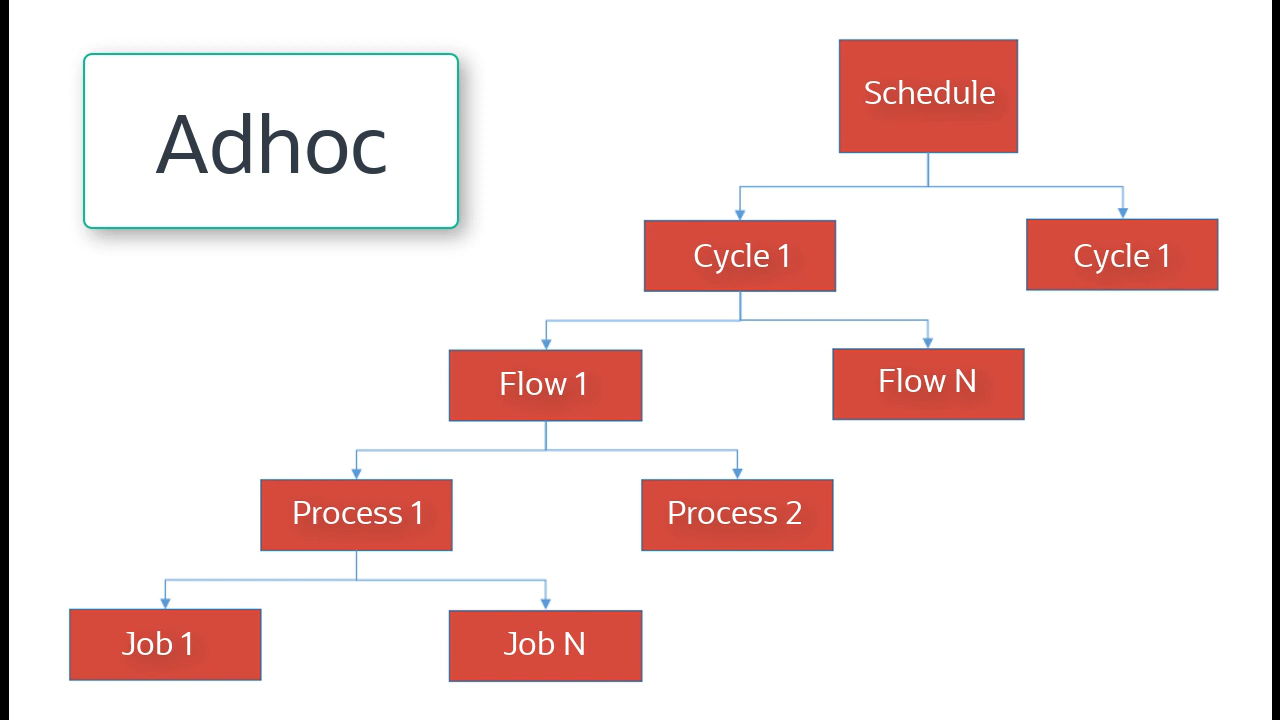 Adhoc
Schedule
Cycle 1
Cycle 1
Flow 1
Flow N
Process 1
Process 2
Job 1
Job N